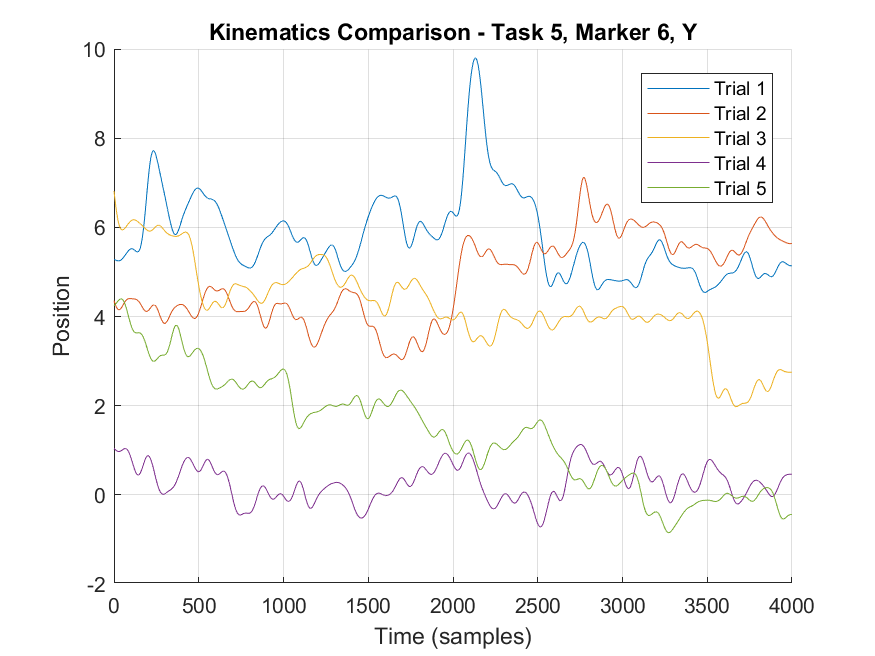 Kinematics Comparison - Task 5, Marker 6, Y
10
8
6
4
2
0
-2
Position
Trial 1
Trial 2
Trial 3
Trial 4
Trial 5
0 500 1000 1500 2000 2500 3000 3500 4000
Time (samples)